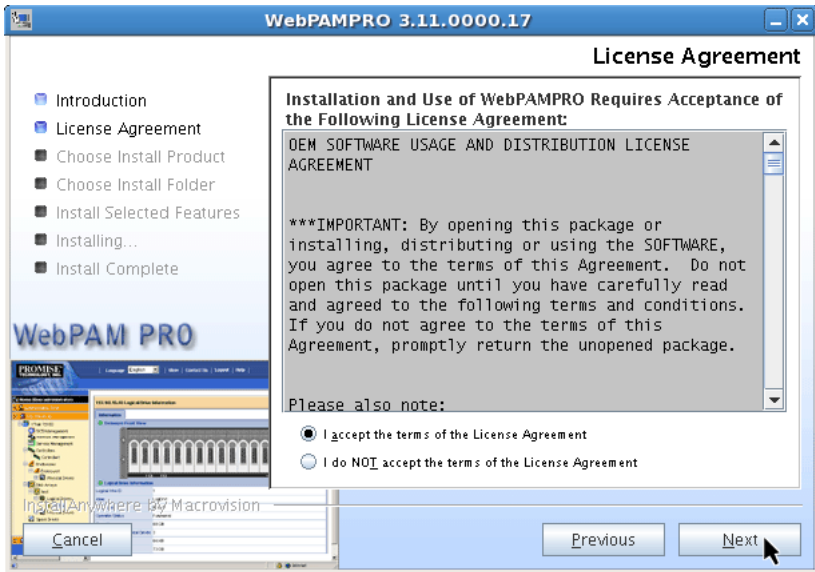 WebPAMPRO 3.11.0000.17
License Agreement
Introduction
License Agreement
Choose Install Product
Choose Install Folder
Install Selected Features
Installing...
Install Complete
WebPAM PRO
PROMISE
Installation and Use of WebPAMPRO Requires Acceptance of
the Following License Agreement:
OEM SOFTWARE USAGE AND DISTRIBUTION LICENSE
AGREEMENT
***IMPORTANT: By opening this package or
installing, distributing or using the SOFTWARE,
you agree to the terms of this Agreement.  Do not
open this package until you have carefully read
and agreed to the following terms and conditions.
If you do not agree to the terms of this
Agreement, promptly return the unopened package.
Please also note:
I accept the terms of the License Agreement
I do NOT accept the terms of the License Agreement
InstallAnywhere by Macrovision
Cancel
Previous
Next